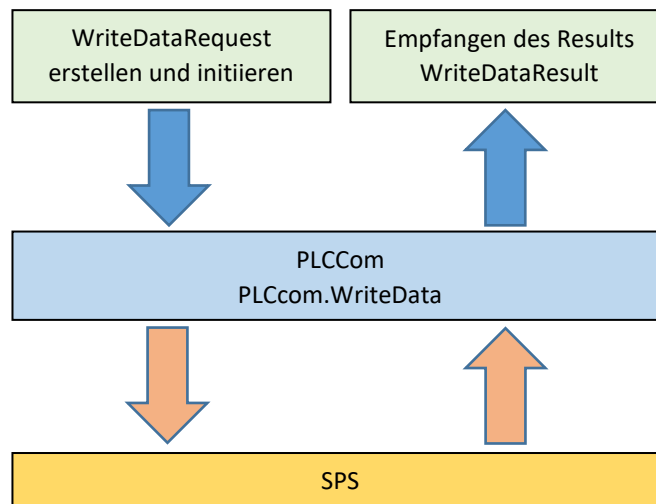 WriteDataRequest
erstellen und initiieren
Empfangen des Results
WriteDataResult
PLCCom
PLCcom.WriteData
SPS